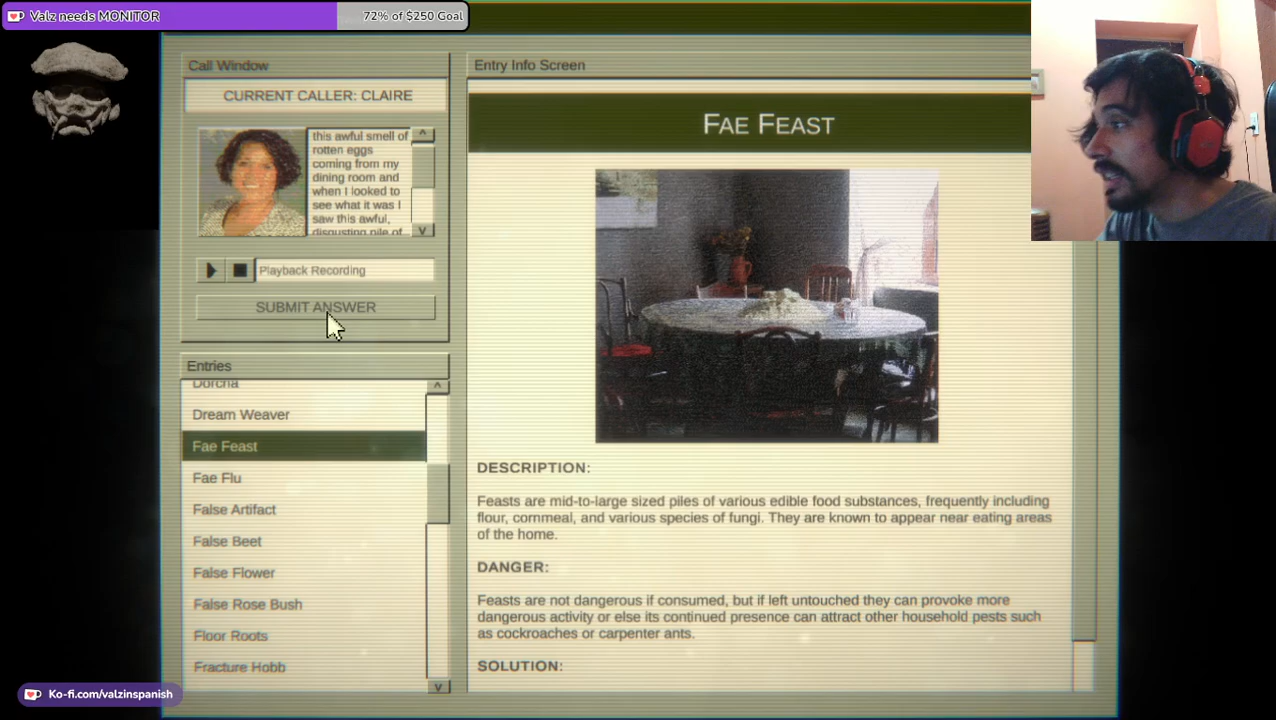 Valz needs MONITOR
72% of $250 Goal
Call Window
CURRENT CALLER: CLAIRE
this awful smell of
rotten eggs
coming from my
dining room and
when I looked to
see what it was I
saw this awful,
disgusting pile of
Playback Recording
SUBMIT ANSWER
Entries
Dorcha
Dream Weaver
Fae Feast
Fae Flu
False Artifact
False Beet
False Flower
False Rose Bush
Floor Roots
Fracture Hobb
Entry Info Screen
FAE FEAST
DESCRIPTION:
Feasts are mid-to-large sized piles of various edible food substances, frequently including
flour, cornmeal, and various species of fungi. They are known to appear near eating areas
of the home.
DANGER:
Feasts are not dangerous if consumed, but if left untouched they can provoke more
dangerous activity or else its continued presence can attract other household pests such
as cockroaches or carpenter ants.
SOLUTION:
Ko-fi.com/valzinspanish